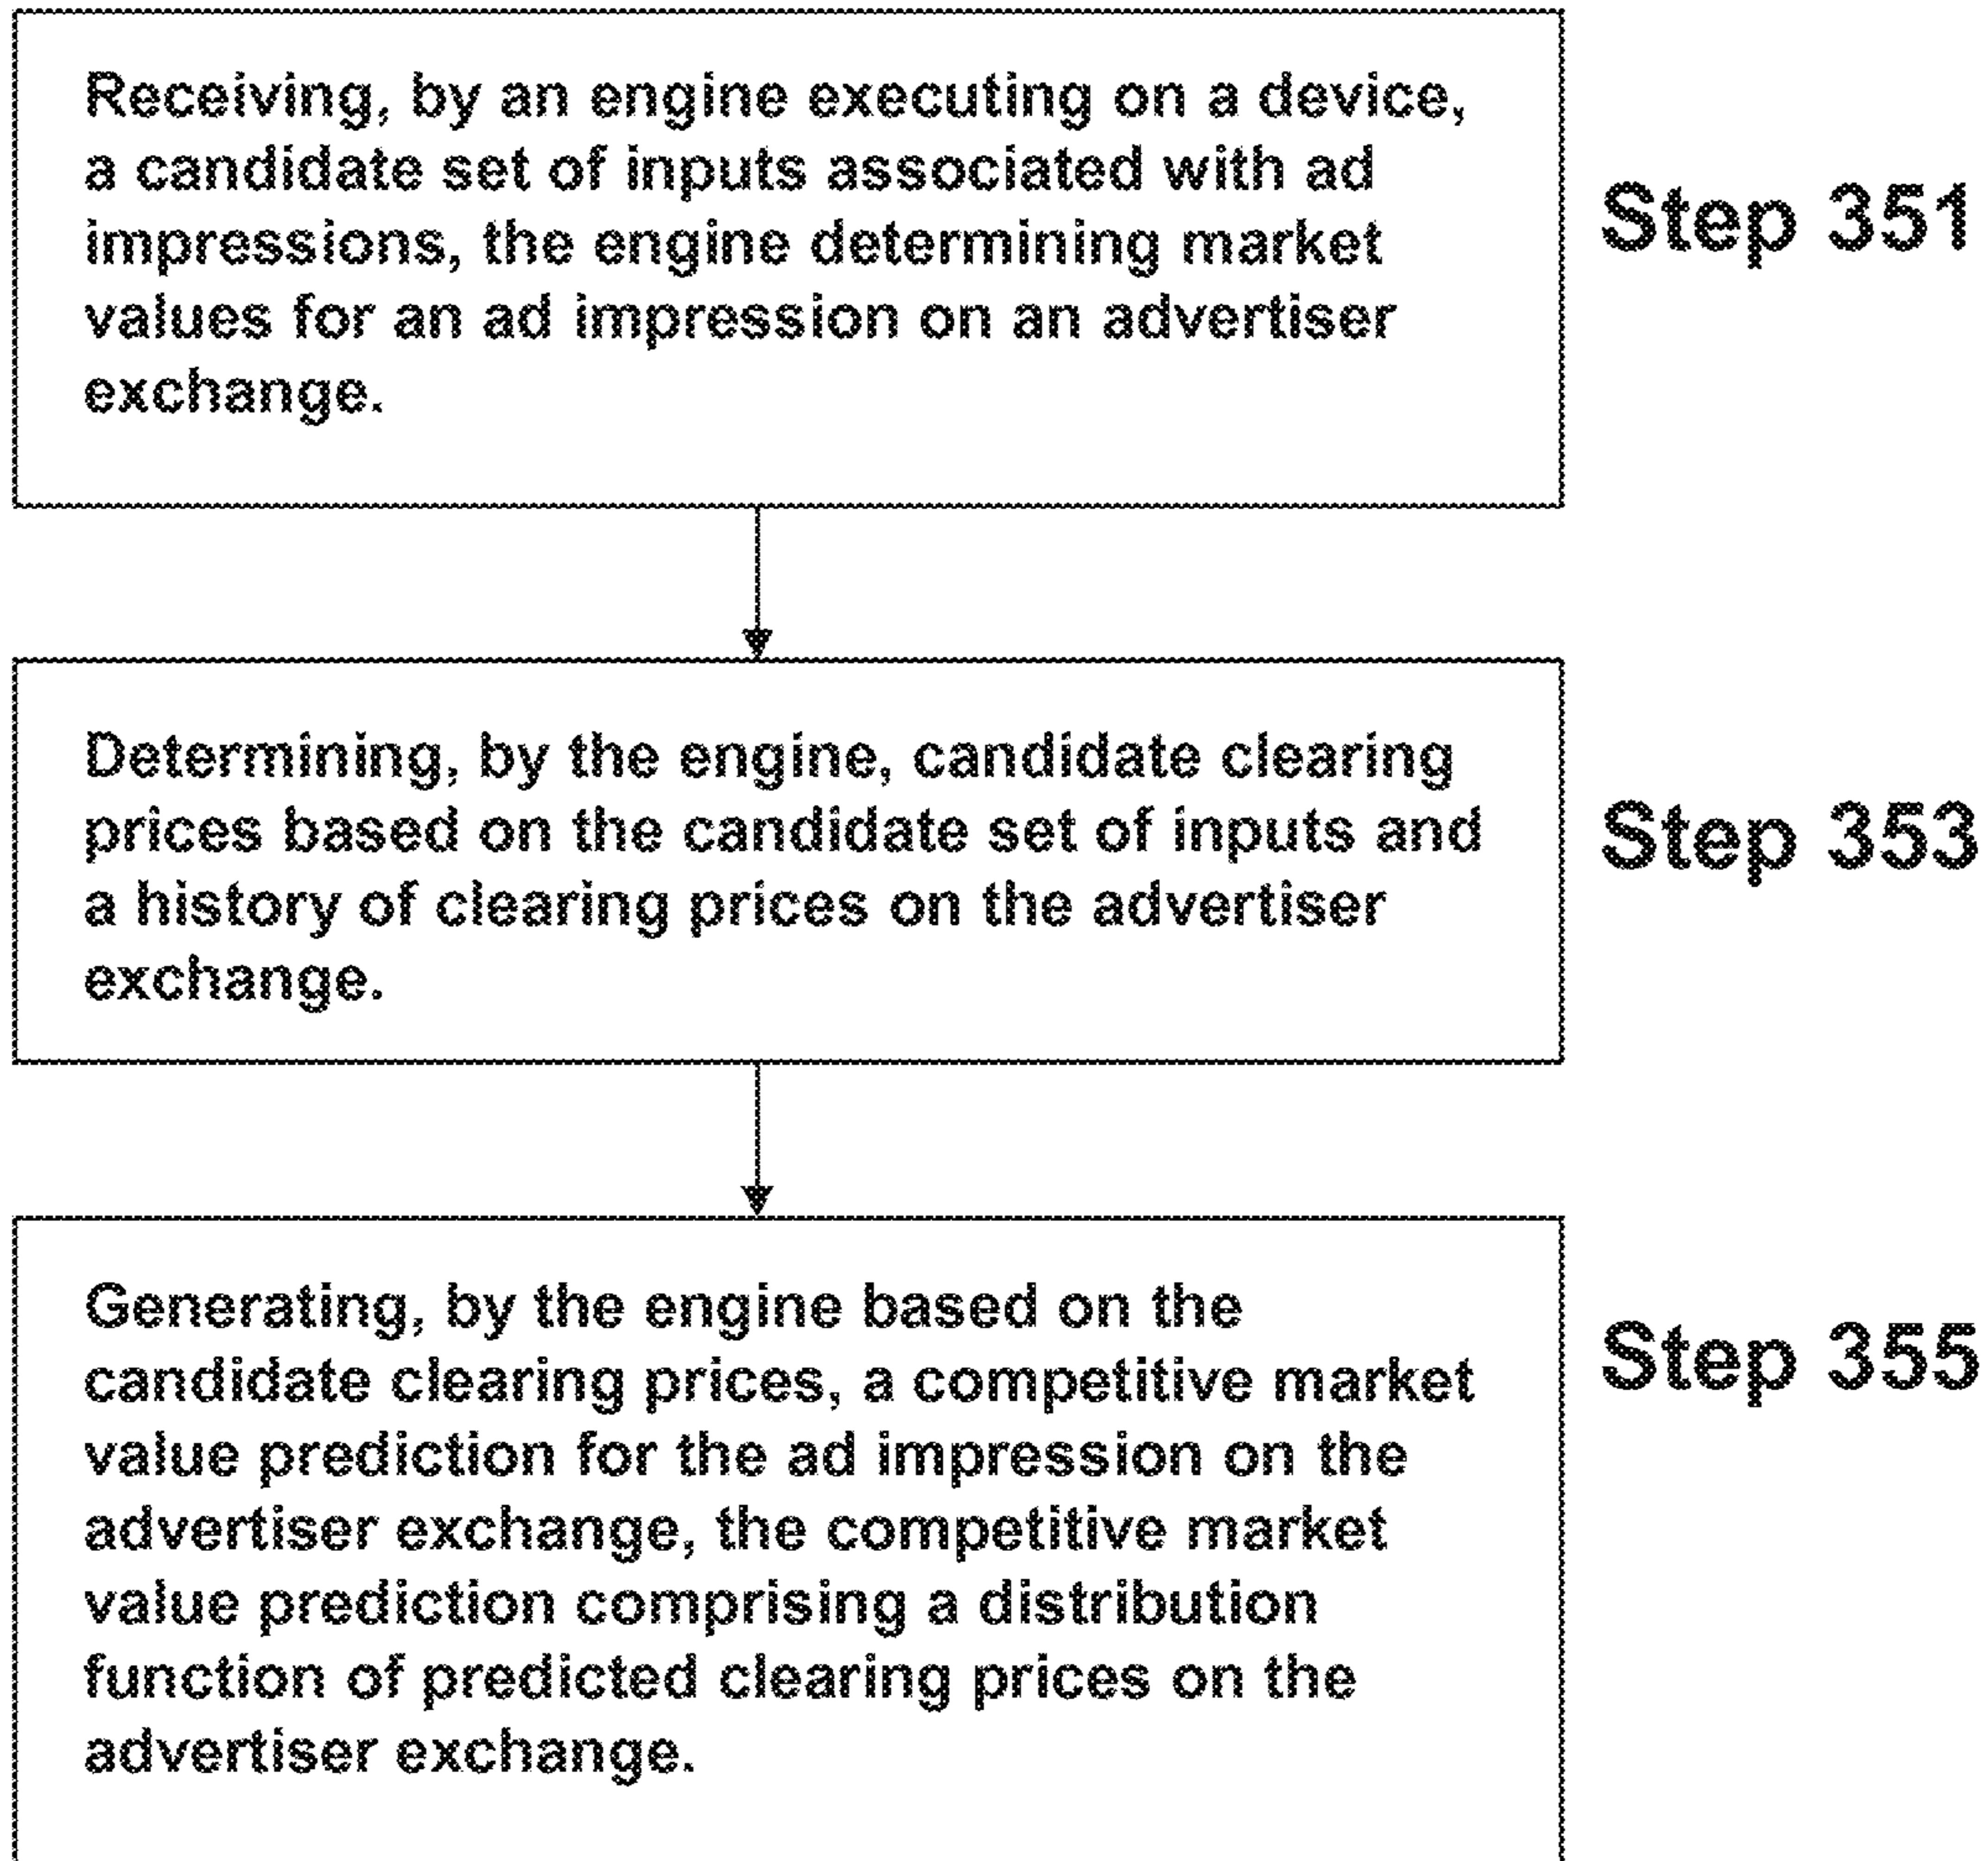 Receiving, by an engine executing on a device,
a candidate set of inputs associated with ad
impressions, the engine determining market
values for an ad impression on an advertiser
exchange.
Step 351
Determining, by the engine, candidate clearing
prices based on the candidate set of inputs and
a history of clearing prices on the advertiser
exchange.
Step 353
Generating, by the engine based on the
candidate clearing prices, a competitive market
value prediction for the ad impression on the
advertiser exchange, the competitive market
value prediction comprising a distribution
function of predicted clearing prices on the
advertiser exchange.
Step 355